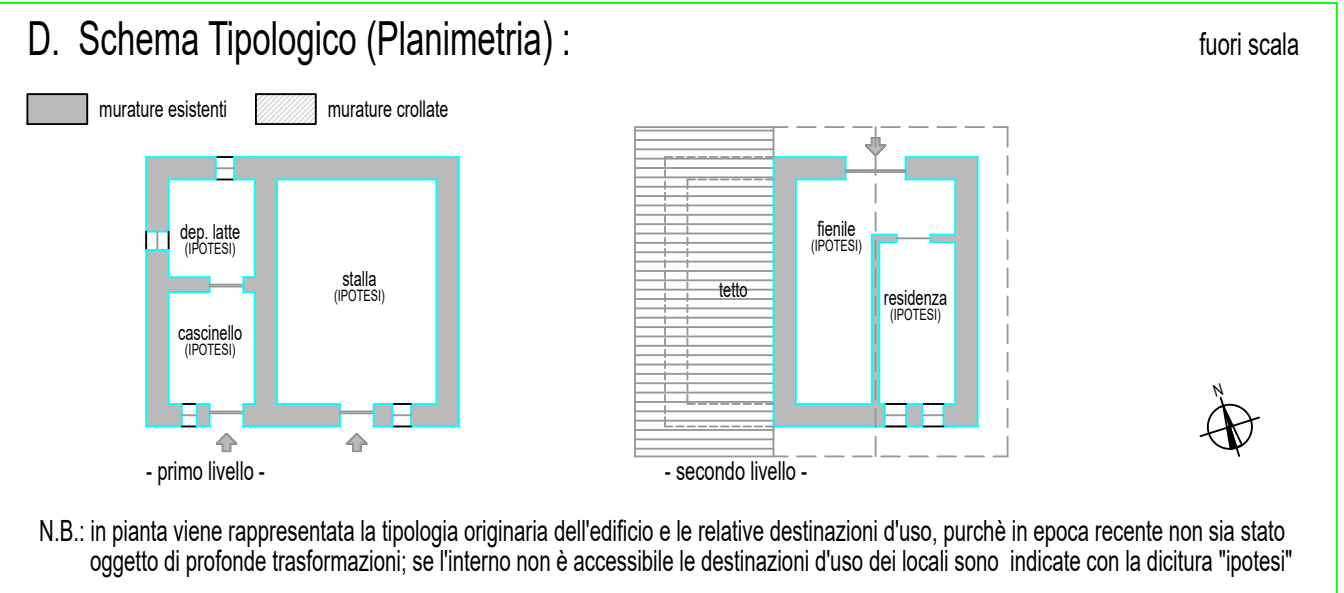 D. Schema Tipologico (Planimetria) :
fuori scala
murature esistenti
murature crollate
dep. latte
(IPOTESI)
stalla
(IPOTESI)
cascinello
(IPOTESI)
- primo livello -
fienile
(IPOTESI)
tetto
residenza
(IPOTESI)
- secondo livello -
N
N.B.: in pianta viene rappresentata la tipologia originaria dell'edificio e le relative destinazioni d'uso, purchè in epoca recente non sia stato
oggetto di profonde trasformazioni; se l'interno non è accessibile le destinazioni d'uso dei locali sono indicate con la dicitura "ipotesi"